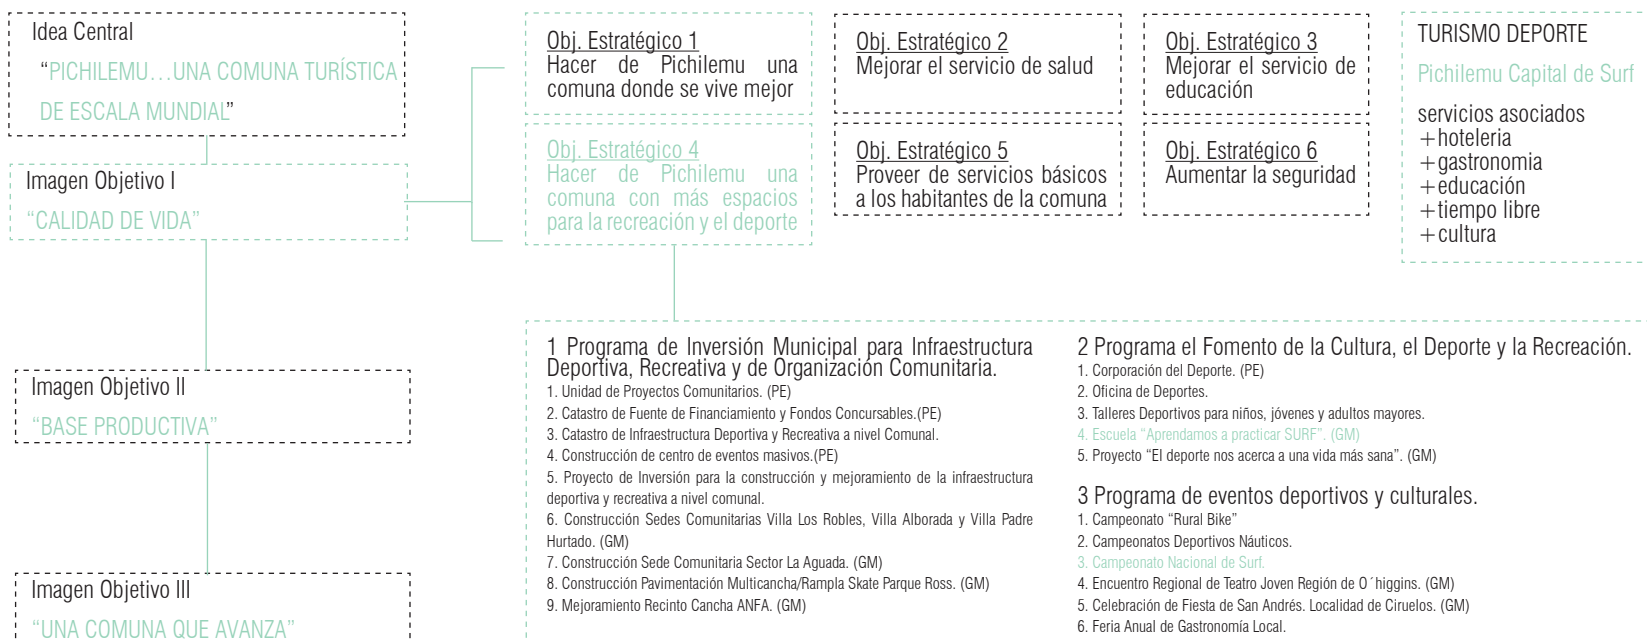 Idea Central
“PICHILEMU…UNA COMUNA TURÍSTICA
DE ESCALA MUNDIAL”
Imagen Objetivo I
“CALIDAD DE VIDA”
Imagen Objetivo II
“BASE PRODUCTIVA”
Imagen Objetivo III
“UNA COMUNA QUE AVANZA”
Obj. Estratégico 1
Hacer de Pichilemu una
comuna donde se vive mejor
Obj. Estratégico 2
Mejorar el servicio de salud
Obj. Estratégico 3
Mejorar el servicio de
educación
Obj. Estratégico 4
Hacer de Pichilemu una
comuna con más espacios
para la recreación y el deporte
Obj. Estratégico 5
Proveer de servicios básicos
a los habitantes de la comuna
Obj. Estratégico 6
Aumentar la seguridad
TURISMO DEPORTE
Pichilemu Capital de Surf
servicios asociados
+hoteleria
+gastronomia
+educación
+tiempo libre
+cultura
1 Programa de Inversión Municipal para Infraestructura
Deportiva, Recreativa y de Organización Comunitaria.
1. Unidad de Proyectos Comunitarios. (PE)
2. Catastro de Fuente de Financiamiento y Fondos Concursables.(PE)
3. Catastro de Infraestructura Deportiva y Recreativa a nivel Comunal.
4. Construcción de centro de eventos masivos.(PE)
5. Proyecto de Inversión para la construcción y mejoramiento de la infraestructura
deportiva y recreativa a nivel comunal.
6. Construcción Sedes Comunitarias Villa Los Robles, Villa Alborada y Villa Padre
Hurtado. (GM)
7. Construcción Sede Comunitaria Sector La Aguada. (GM)
8. Construcción Pavimentación Multicancha/Rampla Skate Parque Ross. (GM)
9. Mejoramiento Recinto Cancha ANFA. (GM)
2 Programa el Fomento de la Cultura, el Deporte y la Recreación.
1. Corporación del Deporte. (PE)
2. Oficina de Deportes.
3. Talleres Deportivos para niños, jóvenes y adultos mayores.
4. Escuela “Aprendamos a practicar SURF”. (GM)
5. Proyecto “El deporte nos acerca a una vida más sana”. (GM)
3 Programa de eventos deportivos y culturales.
1. Campeonato “Rural Bike”
2. Campeonatos Deportivos Náuticos.
3. Campeonato Nacional de Surf.
4. Encuentro Regional de Teatro Joven Región de O´higgins. (GM)
5. Celebración de Fiesta de San Andrés. Localidad de Ciruelos. (GM)
6. Feria Anual de Gastronomía Local.